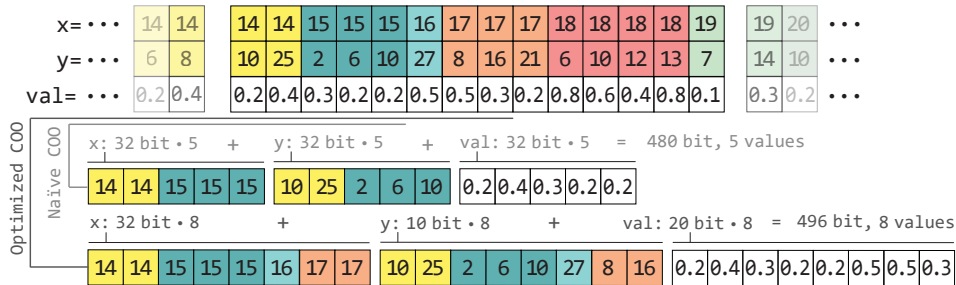 x= ••• 14 14 14 14 15 15 15 16 17 17 17 18 18 18 18 19 19 20 •••
y= ••• 6 8 10 25 2 6 10 27 8 16 21 6 10 12 13 7 14 10 •••
val= ••• 0.2 0.4 0.2 0.4 0.3 0.2 0.2 0.5 0.5 0.3 0.2 0.8 0.6 0.4 0.8 0.1 0.3 0.2 •••
Optimized COO
Naïve COO
x: 32 bit • 5 + y: 32 bit • 5 + val: 32 bit • 5 = 480 bit, 5 values
14 14 15 15 15 10 25 2 6 10 0.2 0.4 0.3 0.2 0.2
x: 32 bit • 8 + y: 10 bit • 8 + val: 20 bit • 8 = 496 bit, 8 values
14 14 15 15 15 16 17 17 10 25 2 6 10 27 8 16 0.2 0.4 0.3 0.2 0.2 0.5 0.5 0.3